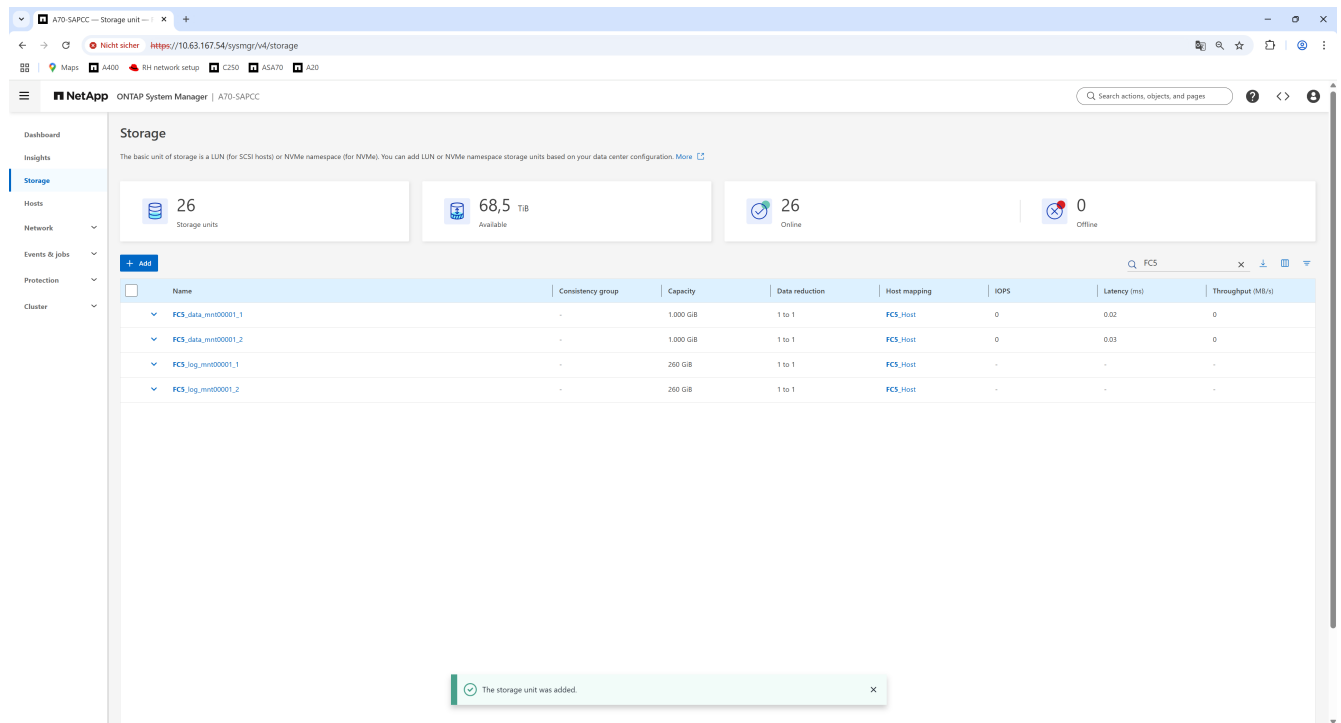 A70-SAPCC — Storage unit —
Nicht sicher https://10.63.167.54/sysmgr/v4/storage
Maps A400 RH network setup C250 ASA70 A20
NetApp ONTAP System Manager | A70-SAPCC Search actions, objects, and pages
Dashboard
Insights
Storage
Hosts
Network
Events & jobs
Protection
Cluster
Storage
The basic unit of storage is a LUN (for SCSI hosts) or NVMe namespace (for NVMe). You can add LUN or NVMe namespace storage units based on your data center configuration. More
26
Storage units
68,5 TiB
Available
26
Online
0
Offline
+ Add FC5
Name Consistency group Capacity Data reduction Host mapping IOPS Latency (ms) Throughput (MB/s)
FC5_data_mnt00001_1 - 1.000 GiB 1 to 1 FC5_Host 0 0.02 0
FC5_data_mnt00001_2 - 1.000 GiB 1 to 1 FC5_Host 0 0.03 0
FC5_log_mnt00001_1 - 260 GiB 1 to 1 FC5_Host - - -
FC5_log_mnt00001_2 - 260 GiB 1 to 1 FC5_Host - - -
The storage unit was added.